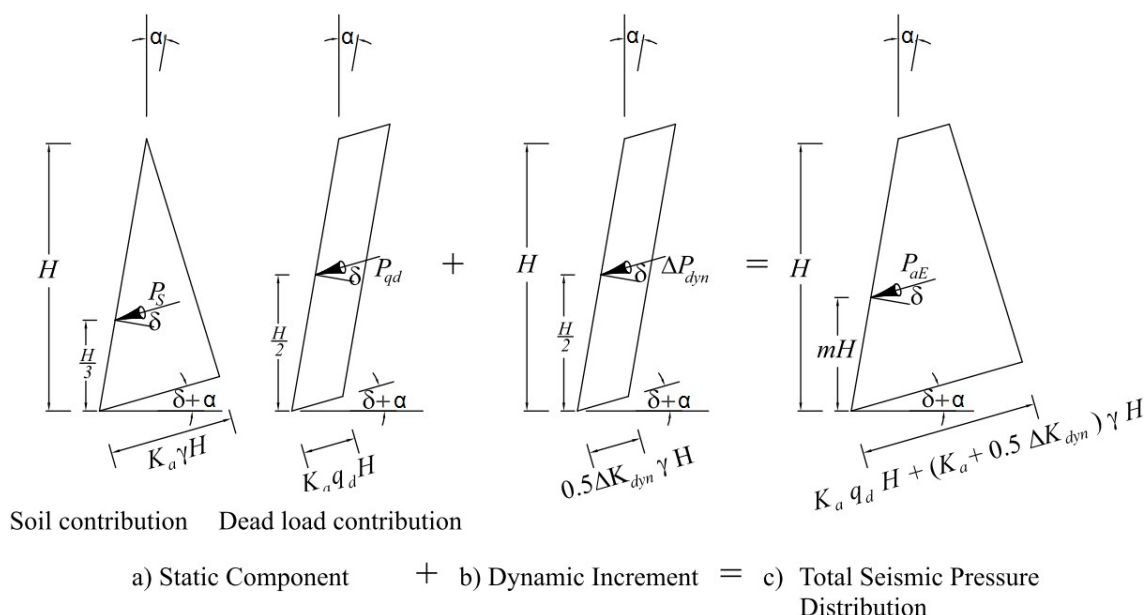 α α α α
H
P_S
δ
H/3
δ+α
K_a γH
P_qd
δ
H/2
δ+α
K_a q_d H
+
H
ΔP_dyn
δ
H/2
δ+α
0.5ΔK_dyn γ H
=
H
P_aE
δ
mH
δ+α
K_a q_d H + (K_a + 0.5 ΔK_dyn) γ H
Soil contribution Dead load contribution
a) Static Component + b) Dynamic Increment = c) Total Seismic Pressure
Distribution